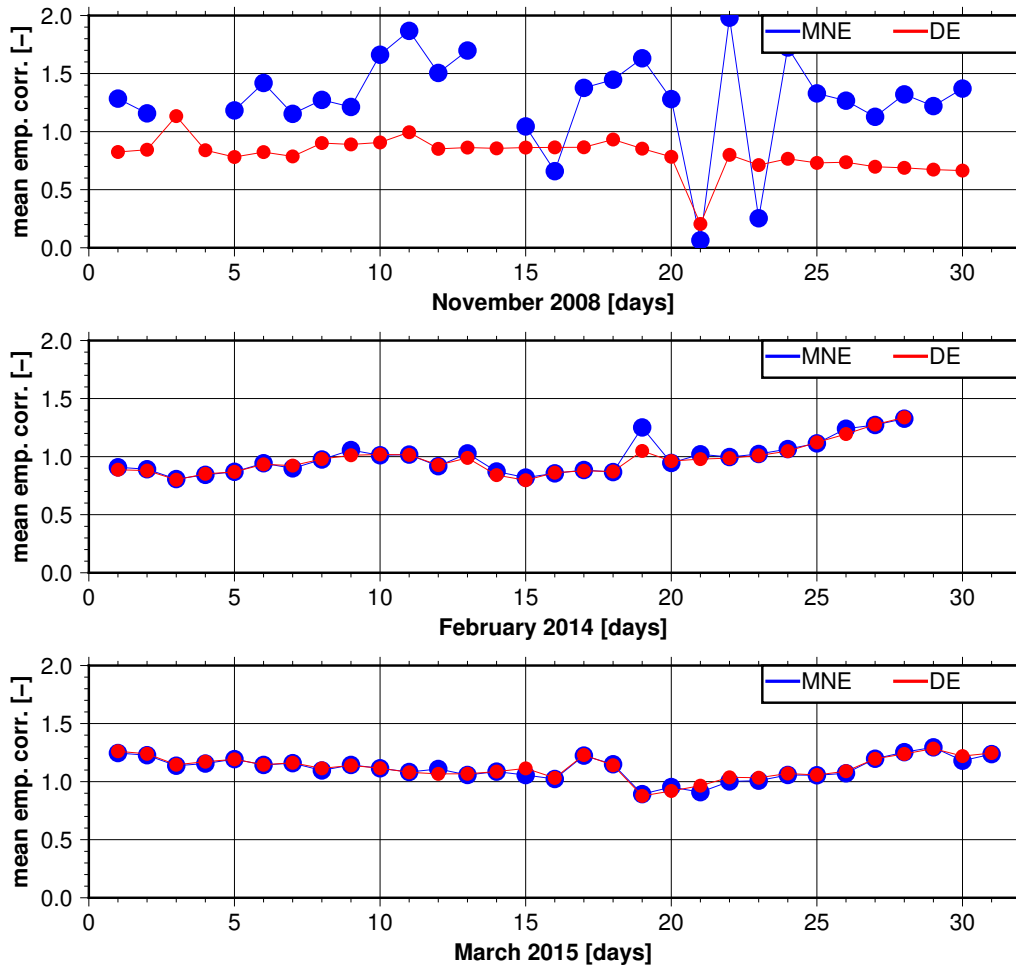 mean emp. corr. [–]
2.0
1.5
1.0
0.5
0.0
MNE DE
0 5 10 15 20 25 30
November 2008 [days]
mean emp. corr. [–]
2.0
1.5
1.0
0.5
0.0
MNE DE
0 5 10 15 20 25 30
February 2014 [days]
mean emp. corr. [–]
2.0
1.5
1.0
0.5
0.0
MNE DE
0 5 10 15 20 25 30
March 2015 [days]